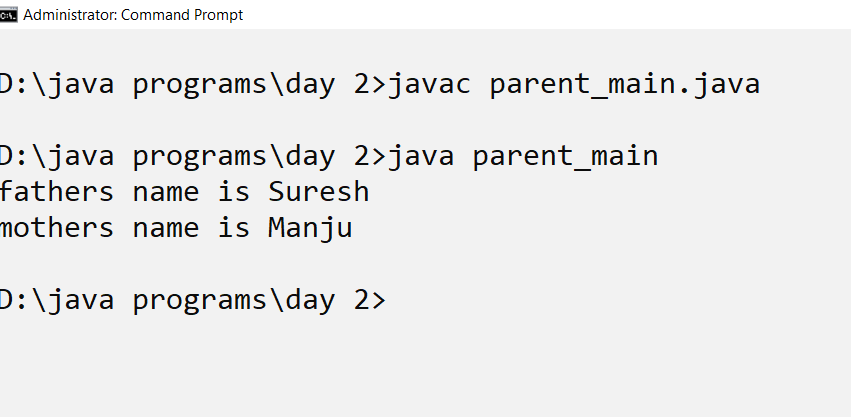 Administrator: Command Prompt
D:\java programs\day 2>javac parent_main.java
D:\java programs\day 2>java parent_main
fathers name is Suresh
mothers name is Manju
D:\java programs\day 2>